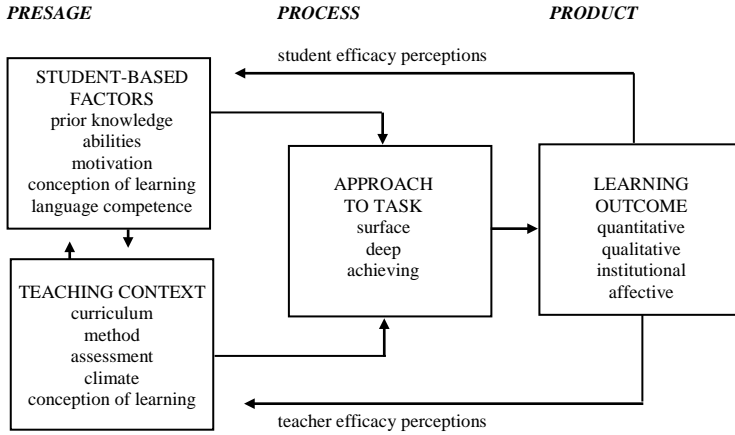 PRESAGE
PROCESS
PRODUCT
student efficacy perceptions
STUDENT-BASED
FACTORS
prior knowledge
abilities
motivation
conception of learning
language competence
APPROACH
TO TASK
surface
deep
achieving
LEARNING
OUTCOME
quantitative
qualitative
institutional
affective
TEACHING CONTEXT
curriculum
method
assessment
climate
conception of learning
teacher efficacy perceptions